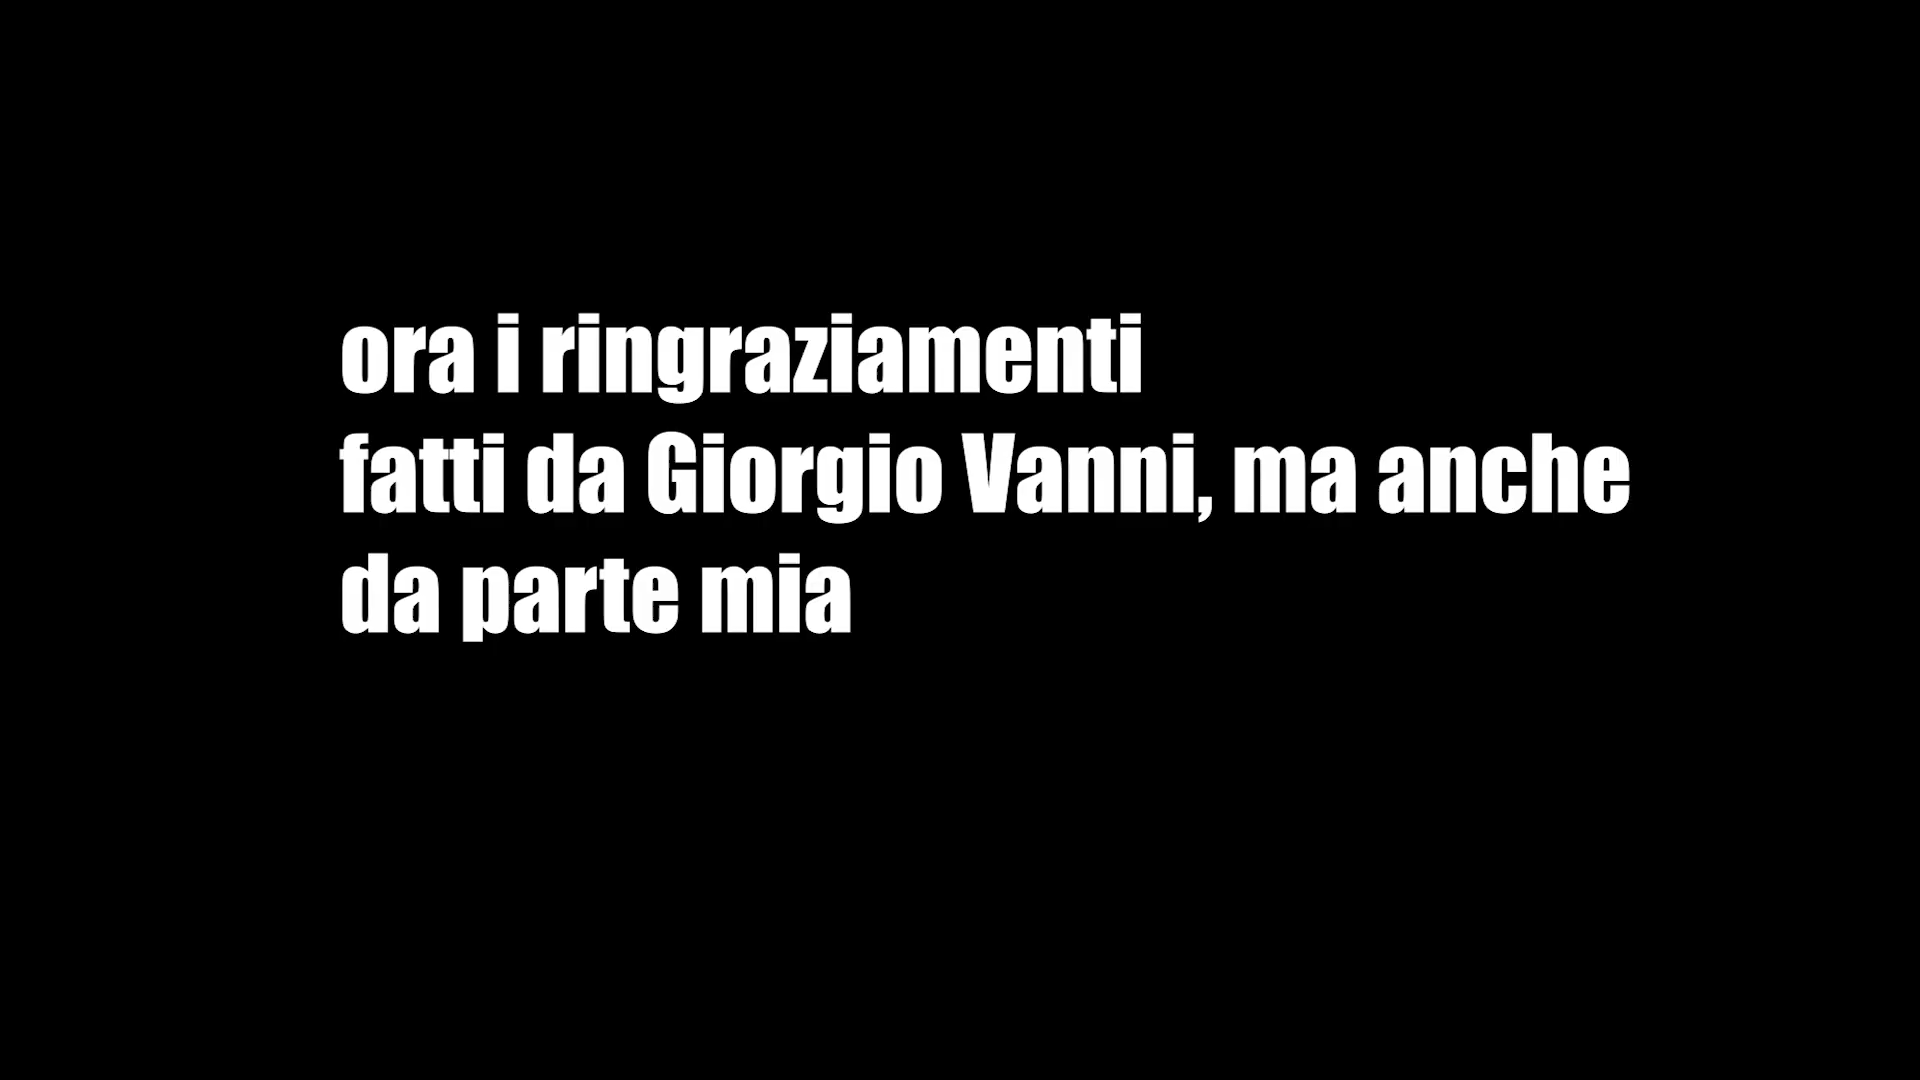 ora i ringraziamenti
fatti da Giorgio Vanni, ma anche
da parte mia